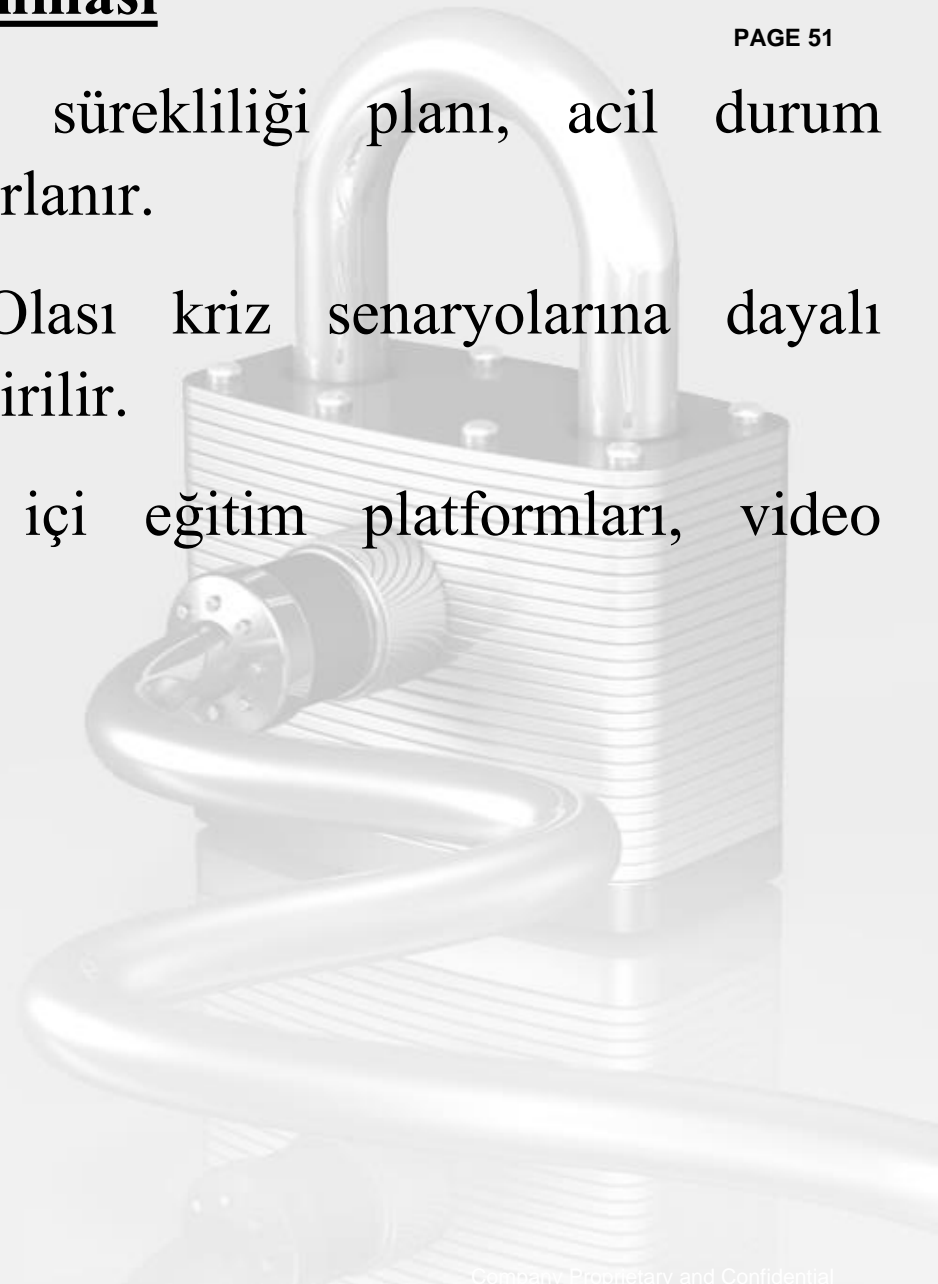 PAGE 51
sürekliliği planı, acil durum
rlanır.
Olası kriz senaryolarına dayalı
irilir.
içi eğitim platformları, video
Company Proprietary and Confidential